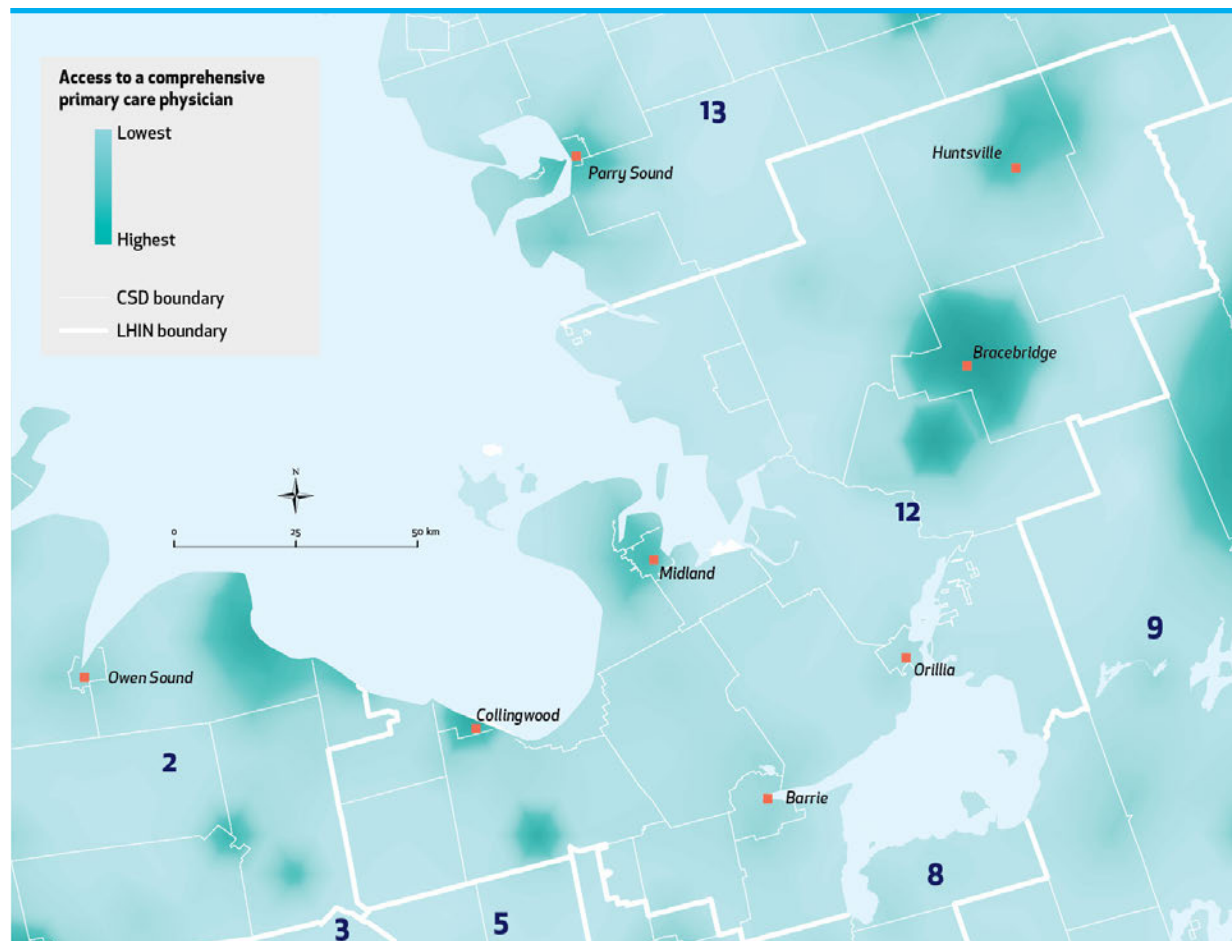 Access to a comprehensive
primary care physician
Lowest
Highest
CSD boundary
LHIN boundary
13
Huntsville
Parry Sound
Bracebridge
N
0 25 50 km
12
Midland
9
Orillia
Owen Sound
Collingwood
2
Barrie
8
3
5